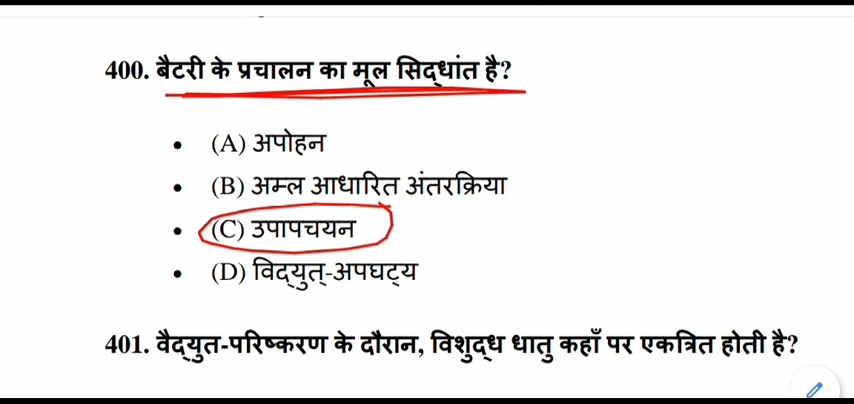 400. बैटरी के प्रचालन का मूल सिद्धांत है?
• (A) अपोहन
• (B) अम्ल आधारित अंतरक्रिया
• (C) उपापचयन
• (D) विद्युत्-अपघट्य
401. वैद्युत-परिष्करण के दौरान, विशुद्ध धातु कहाँ पर एकत्रित होती है?